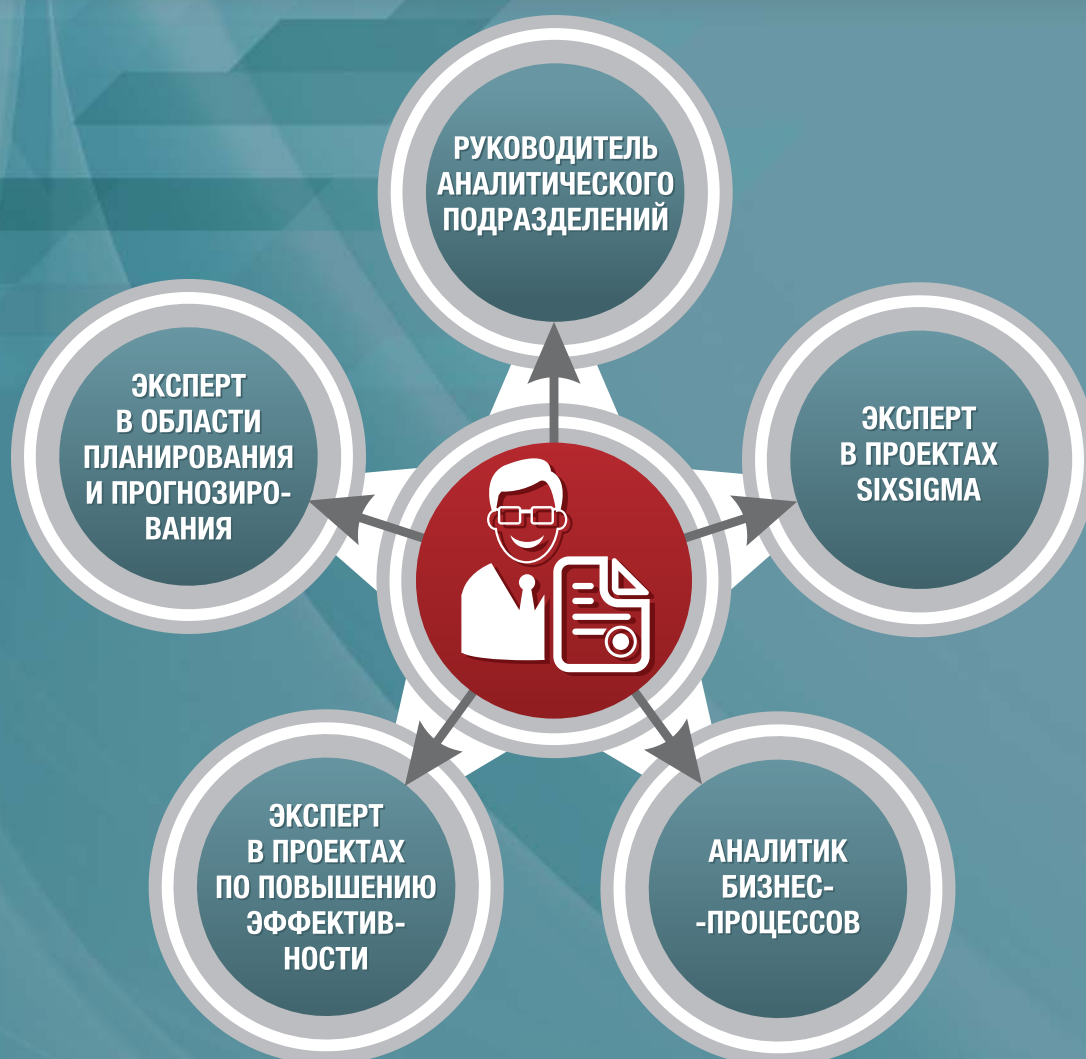 РУКОВОДИТЕЛЬ
АНАЛИТИЧЕСКОГО
ПОДРАЗДЕЛЕНИЙ
ЭКСПЕРТ
В ОБЛАСТИ
ПЛАНИРОВАНИЯ
И ПРОГНОЗИРО-
ВАНИЯ
ЭКСПЕРТ
В ПРОЕКТАХ
SIXSIGMA
ЭКСПЕРТ
В ПРОЕКТАХ
ПО ПОВЫШЕНИЮ
ЭФФЕКТИВ-
НОСТИ
АНАЛИТИК
БИЗНЕС-
-ПРОЦЕССОВ